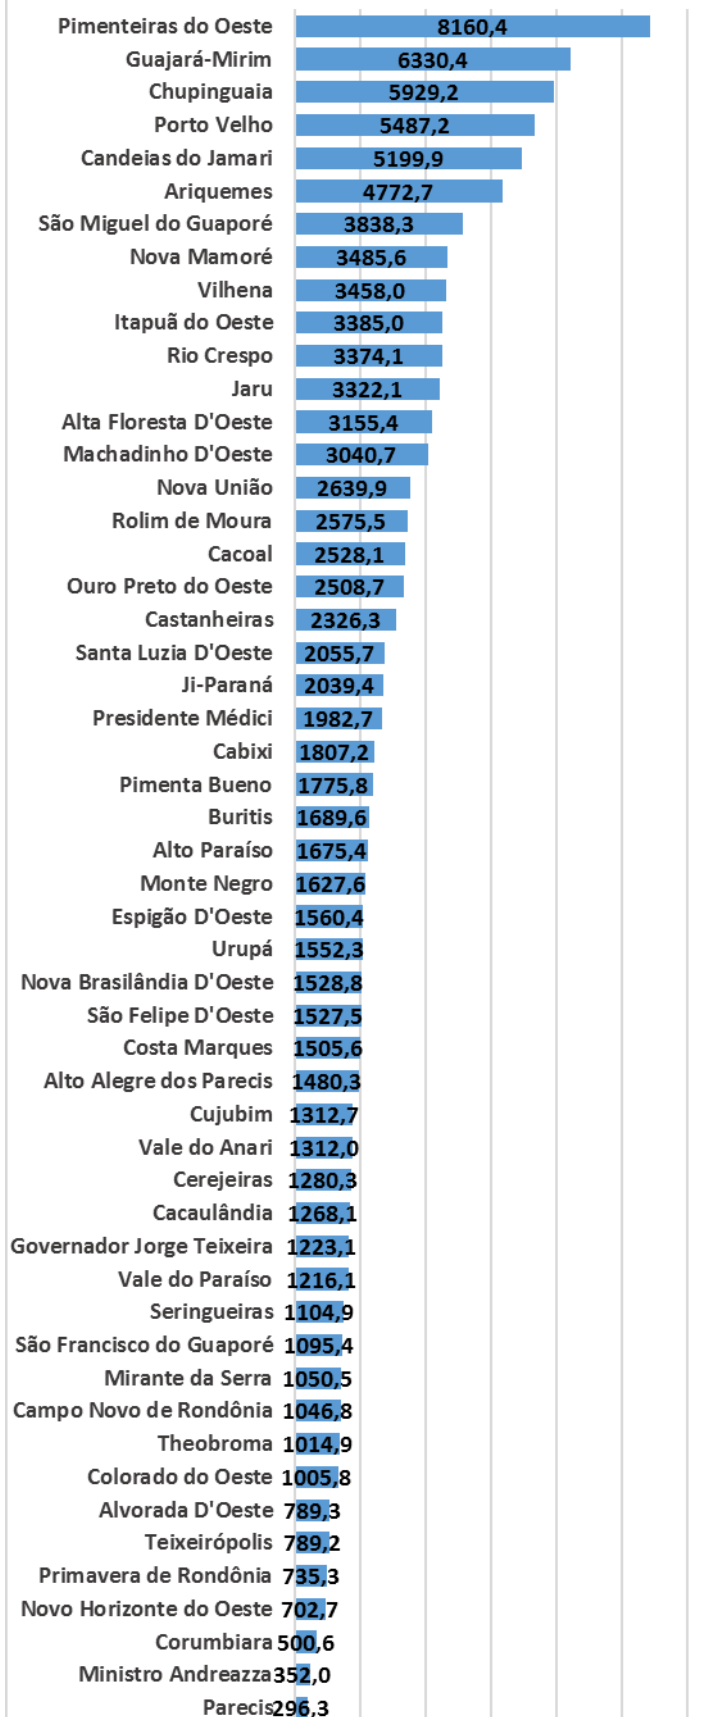 Pimenteiras do Oeste 8160,4
Guajará-Mirim 6330,4
Chupinguaia 5929,2
Porto Velho 5487,2
Candeias do Jamari 5199,9
Ariquemes 4772,7
São Miguel do Guaporé 3838,3
Nova Mamoré 3485,6
Vilhena 3458,0
Itapuã do Oeste 3385,0
Rio Crespo 3374,1
Jaru 3322,1
Alta Floresta D'Oeste 3155,4
Machadinho D'Oeste 3040,7
Nova União 2639,9
Rolim de Moura 2575,5
Cacoal 2528,1
Ouro Preto do Oeste 2508,7
Castanheiras 2326,3
Santa Luzia D'Oeste 2055,7
Ji-Paraná 2039,4
Presidente Médici 1982,7
Cabixi 1807,2
Pimenta Bueno 1775,8
Buritis 1689,6
Alto Paraíso 1675,4
Monte Negro 1627,6
Espigão D'Oeste 1560,4
Urupá 1552,3
Nova Brasilândia D'Oeste 1528,8
São Felipe D'Oeste 1527,5
Costa Marques 1505,6
Alto Alegre dos Parecis 1480,3
Cujubim 1312,7
Vale do Anari 1312,0
Cerejeiras 1280,3
Cacaulândia 1268,1
Governador Jorge Teixeira 1223,1
Vale do Paraíso 1216,1
Seringueiras 1104,9
São Francisco do Guaporé 1095,4
Mirante da Serra 1050,5
Campo Novo de Rondônia 1046,8
Theobroma 1014,9
Colorado do Oeste 1005,8
Alvorada D'Oeste 789,3
Teixeirópolis 789,2
Primavera de Rondônia 735,3
Novo Horizonte do Oeste 702,7
Corumbiara 500,6
Ministro Andreazza 352,0
Parecis 296,3